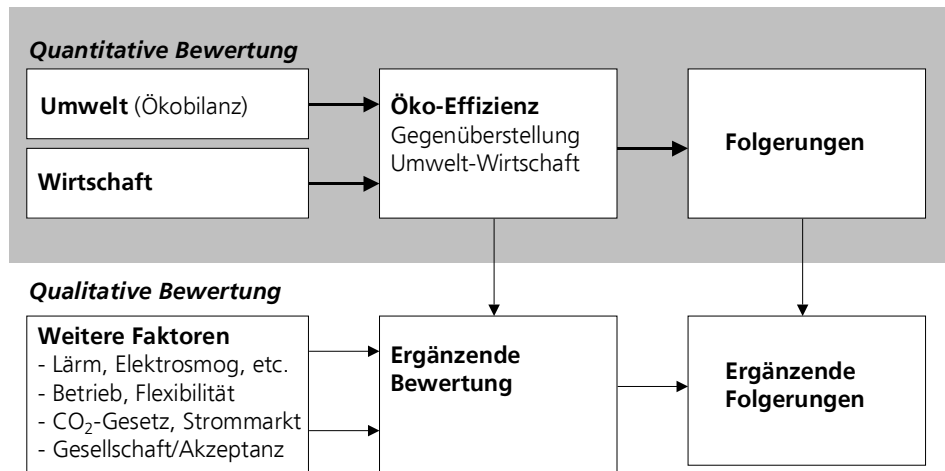 Quantitative Bewertung
Umwelt (Ökobilanz)
Wirtschaft
Öko-Effizienz
Gegenüberstellung
Umwelt-Wirtschaft
Folgerungen
Qualitative Bewertung
Weitere Faktoren
- Lärm, Elektrosmog, etc.
- Betrieb, Flexibilität
- CO₂-Gesetz, Strommarkt
- Gesellschaft/Akzeptanz
Ergänzende
Bewertung
Ergänzende
Folgerungen